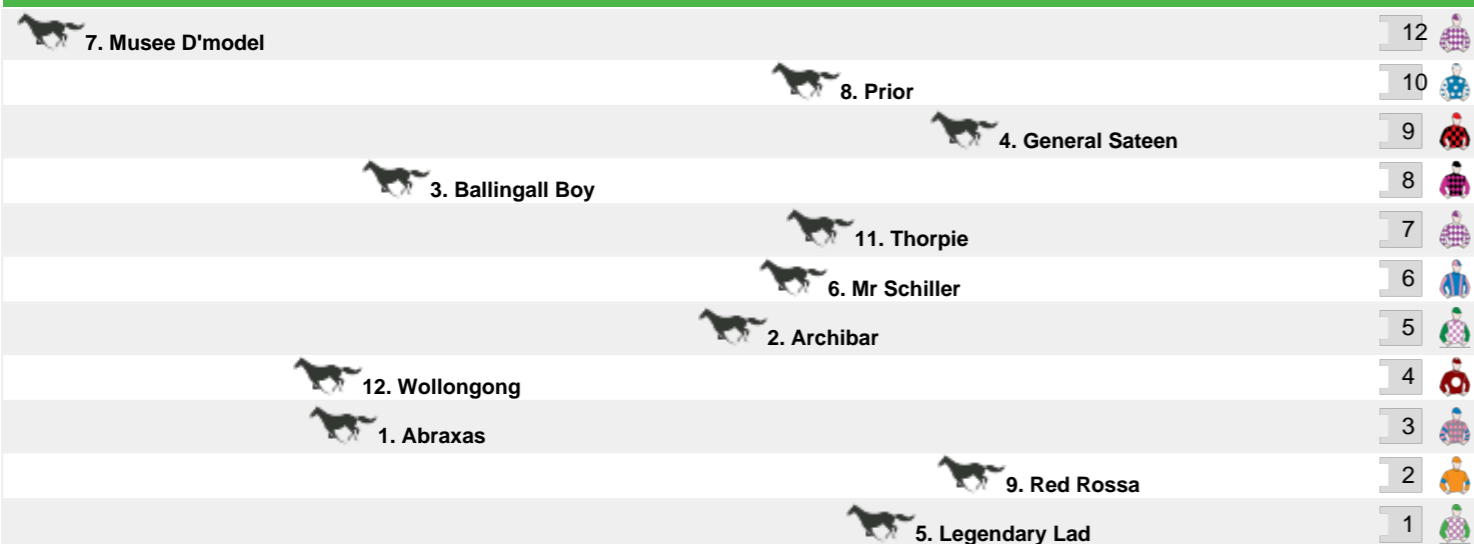 7. Musee D'model 12
8. Prior 10
4. General Sateen 9
3. Ballingall Boy 8
11. Thorpie 7
6. Mr Schiller 6
2. Archibar 5
12. Wollongong 4
1. Abraxas 3
9. Red Rossa 2
5. Legendary Lad 1